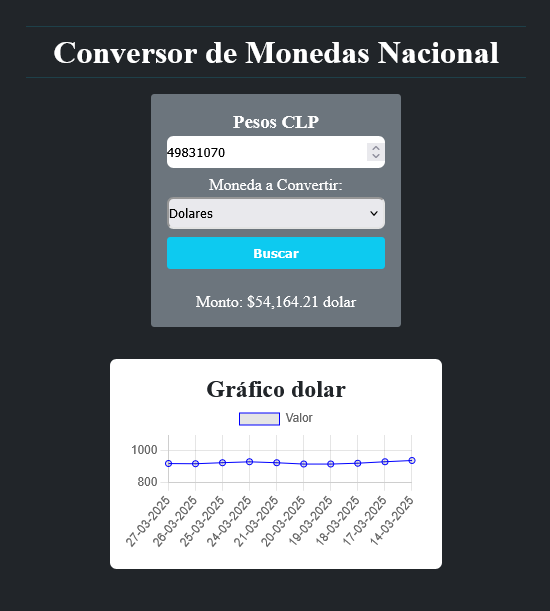 Conversor de Monedas Nacional
Pesos CLP
49831070
Moneda a Convertir:
Dolares
Buscar
Monto: $54,164.21 dolar
Gráfico dolar
Valor
1000
800
27-03-2025
26-03-2025
25-03-2025
24-03-2025
21-03-2025
20-03-2025
19-03-2025
18-03-2025
17-03-2025
14-03-2025